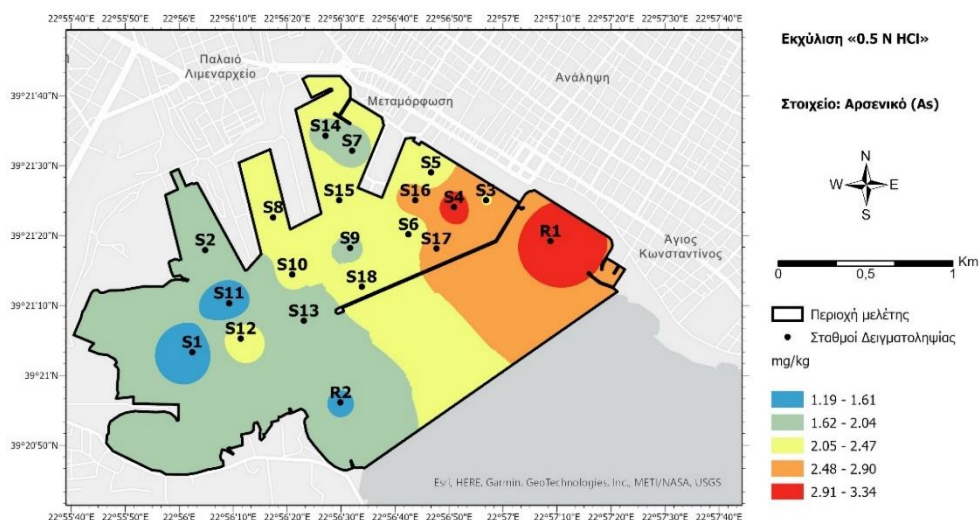 22°55'40"E 22°55'50"E 22°56'E 22°56'10"E 22°56'20"E 22°56'30"E 22°56'40"E 22°56'50"E 22°57'E 22°57'10"E 22°57'20"E 22°57'30"E 22°57'40"E
Εκχύλιση «0.5 N HCl»
Παλαιό
Λιμεναρχείο
Ανάληψη
39°21'40"N
Μεταμόρφωση
Στοιχείο: Αρσενικό (As)
S14
S7
39°21'30"N
S5
N
W E
S
S15
S16
S4
S3
S8
S6
39°21'20"N
S2
S9
S17
R1
Άγιος
Κωνσταντίνος
S10
S18
0 0,5 1 Km
39°21'10"N
S11
S13
Περιοχή μελέτης
S12
Σταθμοί Δειγματοληψίας
S1
mg/kg
39°21'N
R2
1.19 - 1.61
1.62 - 2.04
39°20'50"N
2.05 - 2.47
2.48 - 2.90
Esri, HERE, Garmin, GeoTechnologies, Inc., METI/NASA, USGS
2.91 - 3.34
22°55'40"E 22°55'50"E 22°56'E 22°56'10"E 22°56'20"E 22°56'30"E 22°56'40"E 22°56'50"E 22°57'E 22°57'10"E 22°57'20"E 22°57'30"E 22°57'40"E